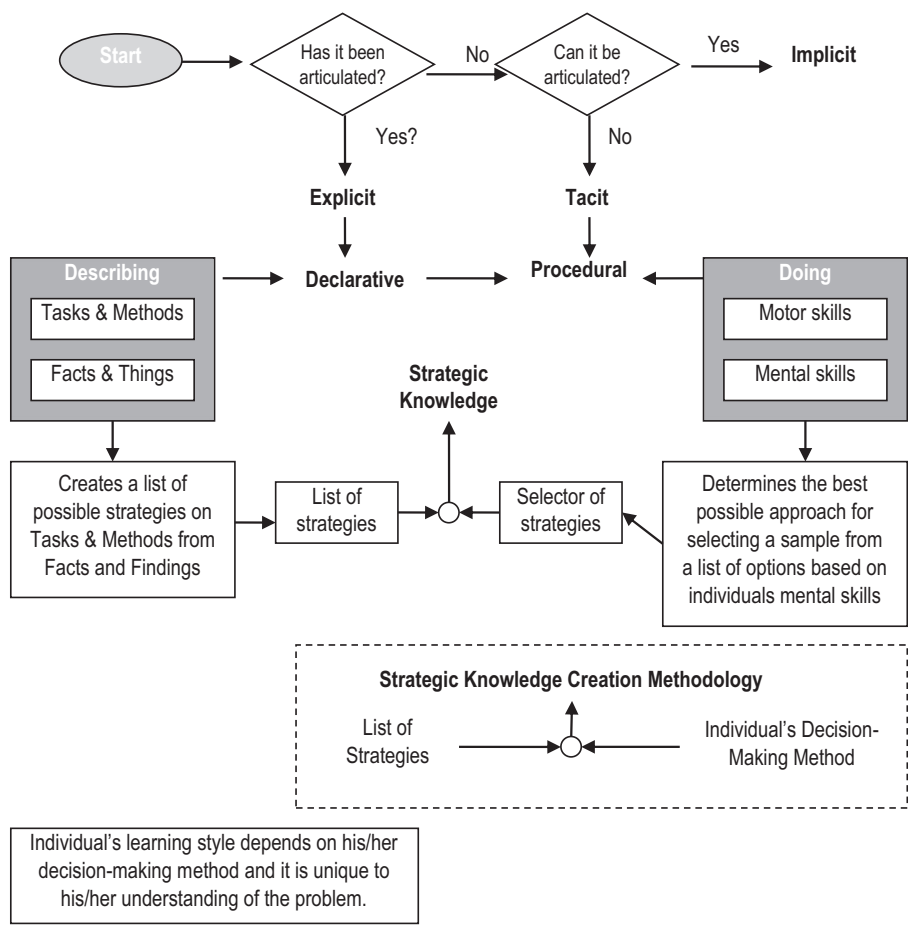 Start
Has it been
articulated?
No
Can it be
articulated?
Yes
Implicit
Yes?
No
Explicit
Tacit
Describing
Tasks & Methods
Facts & Things
Declarative
Procedural
Doing
Motor skills
Mental skills
Strategic
Knowledge
Creates a list of
possible strategies on
Tasks & Methods from
Facts and Findings
List of
strategies
Selector of
strategies
Determines the best
possible approach for
selecting a sample from
a list of options based on
individuals mental skills
Strategic Knowledge Creation Methodology
List of
Strategies
Individual's Decision-
Making Method
Individual's learning style depends on his/her
decision-making method and it is unique to
his/her understanding of the problem.